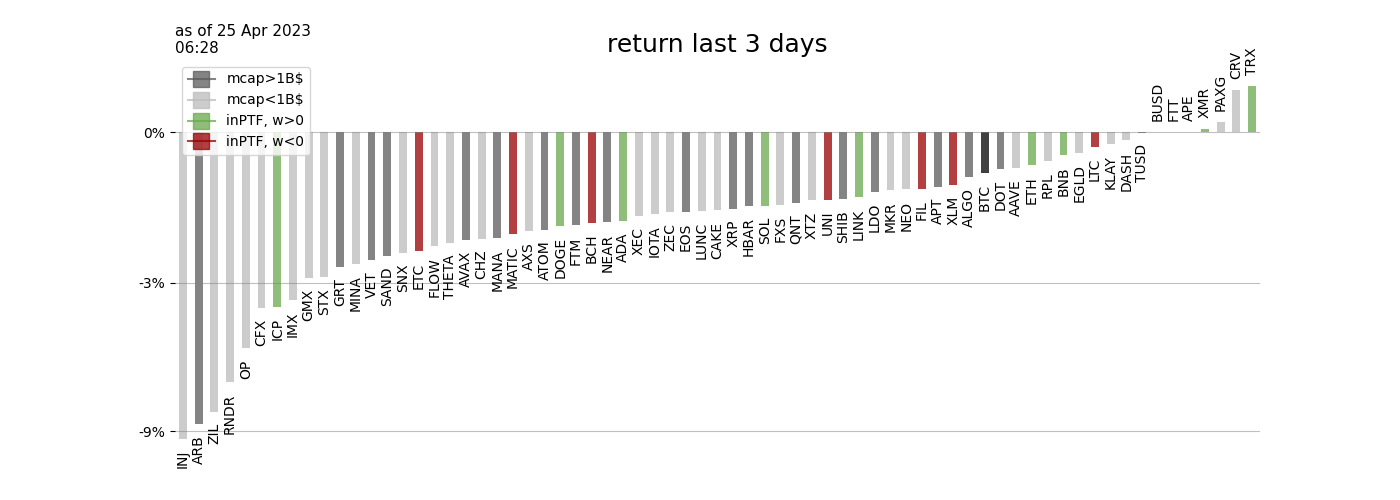 as of 25 Apr 2023
06:28
return last 3 days
mcap>1B$
mcap<1B$
inPTF, w>0
inPTF, w<0
0%
-3%
-9%
INJ
ARB
ZIL
RNDR
OP
CFX
ICP
IMX
GMX
STX
GRT
MINA
VET
SAND
SNX
ETC
FLOW
THETA
AVAX
CHZ
MANA
MATIC
AXS
ATOM
DOGE
FTM
BCH
NEAR
ADA
XEC
IOTA
ZEC
EOS
LUNC
CAKE
XRP
HBAR
SOL
FXS
QNT
XTZ
UNI
SHIB
LINK
LDO
MKR
NEO
FIL
APT
XLM
ALGO
BTC
DOT
AAVE
ETH
RPL
BNB
EGLD
LTC
KLAY
DASH
TUSD
BUSD
FTT
APE
XMR
PAXG
CRV
TRX